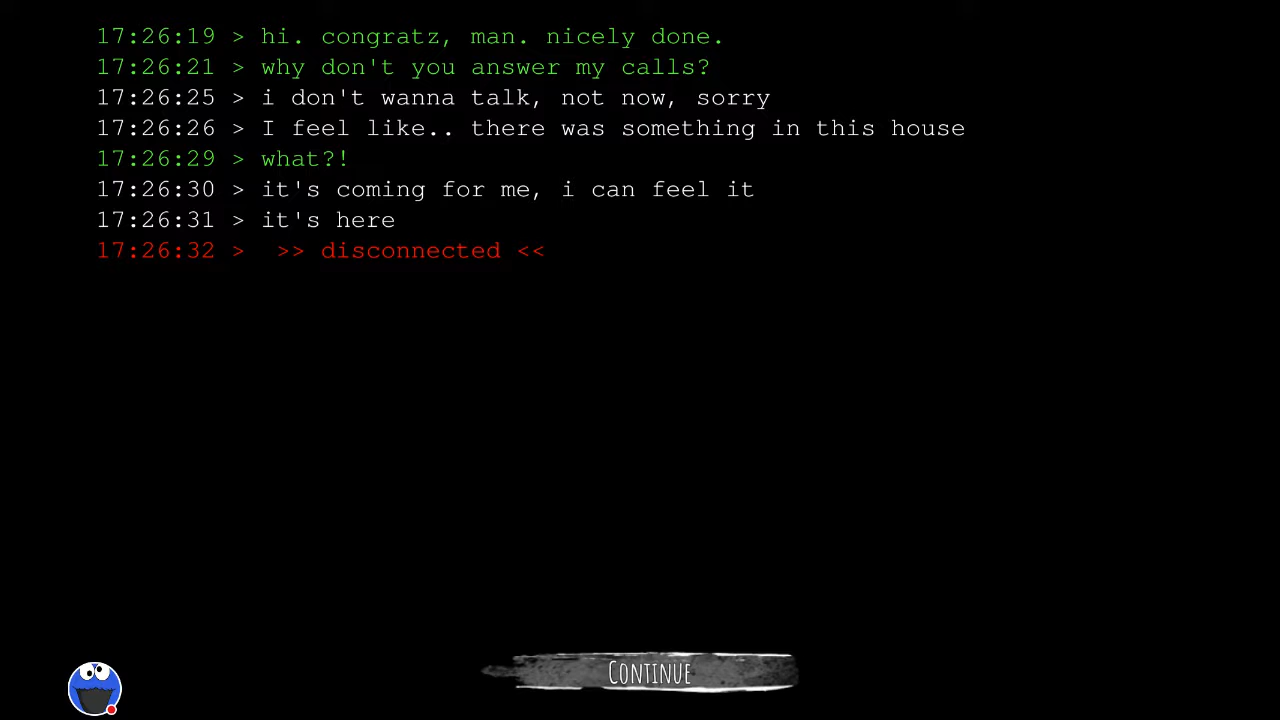 17:26:19 > hi. congratz, man. nicely done.
17:26:21 > why don't you answer my calls?
17:26:25 > i don't wanna talk, not now, sorry
17:26:26 > I feel like.. there was something in this house
17:26:29 > what?!
17:26:30 > it's coming for me, i can feel it
17:26:31 > it's here
17:26:32 >  >> disconnected <<
CONTINUE